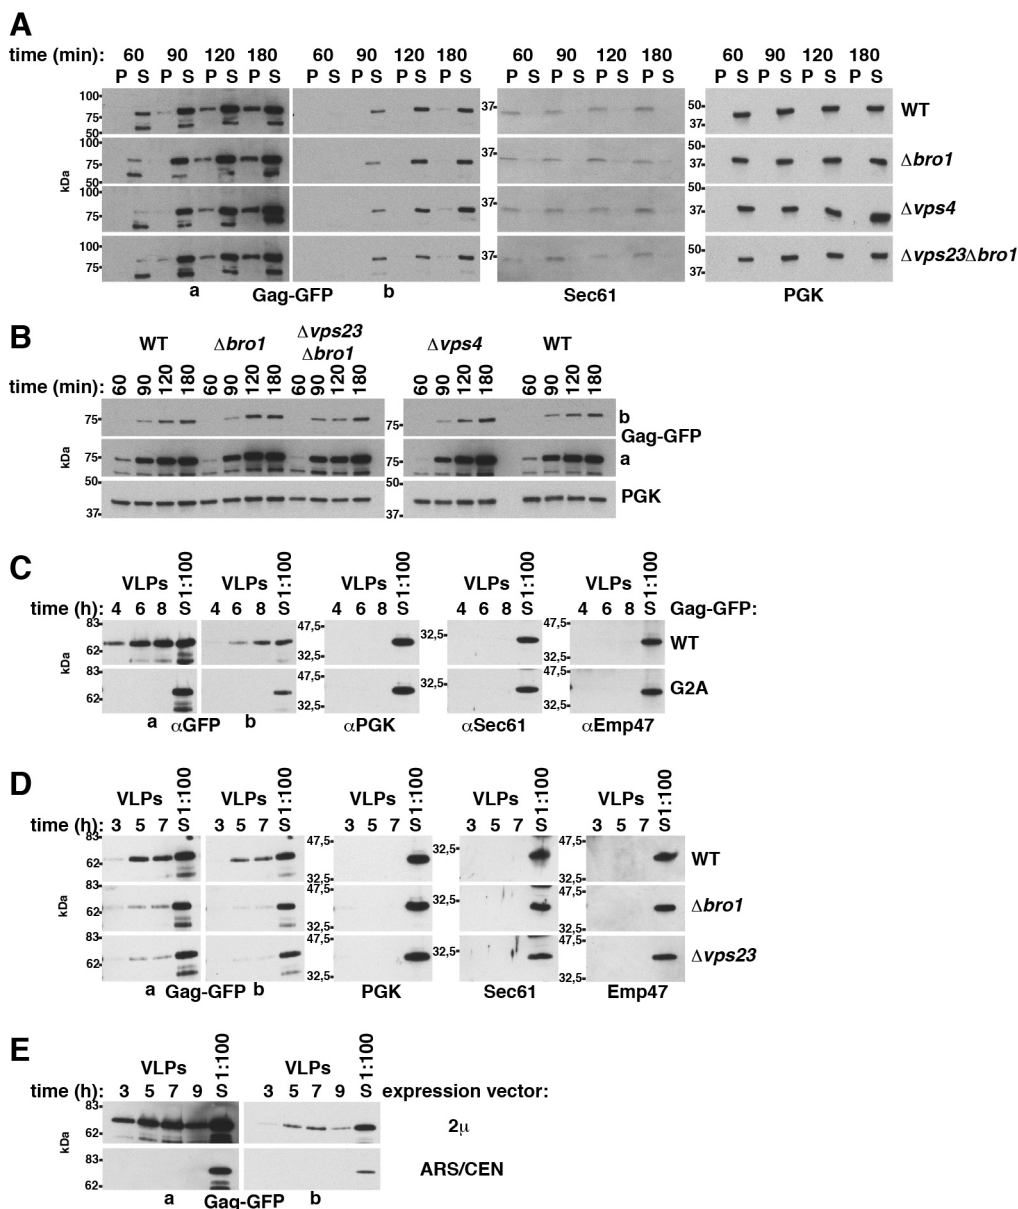 A
time (min): 60 90 120 180 60 90 120 180 60 90 120 180 60 90 120 180
P S P S P S P S P S P S P S P S P S P S P S P S P S P S P S P S
100
75
50
37
50
37
WT
100
75
50
37
50
37
Δbro1
kDa
100
75
37
50
37
Δvps4
100
75
37
50
37
Δvps23Δbro1
a Gag-GFP b Sec61 PGK
B
WT Δbro1 Δvps23 Δbro1 Δvps4 WT
time (min): 60 90 120 180 60 90 120 180 60 90 120 180 60 90 120 180 60 90 120 180
75 75 b
Gag-GFP
kDa 75 75 a
50 50
PGK
37 37
C
VLPs S 1:100 VLPs S 1:100 VLPs S 1:100 VLPs S 1:100 VLPs S 1:100
time (h): 4 6 8 4 6 8 4 6 8 4 6 8 4 6 8 Gag-GFP:
83 47,5 32,5 47,5
WT
62 32,5 32,5
kDa
83 47,5 32,5 47,5
G2A
62 32,5 32,5
a αGFP b αPGK αSec61 αEmp47
D
VLPs S 1:100 VLPs S 1:100 VLPs S 1:100 VLPs S 1:100 VLPs S 1:100
time (h): 3 5 7 3 5 7 3 5 7 3 5 7 3 5 7
83 47,5 32,5 47,5
WT
62 32,5 32,5
kDa
83 47,5 32,5 47,5
Δbro1
62 32,5 32,5
83 47,5 32,5 47,5
Δvps23
62 32,5 32,5
a Gag-GFP b PGK Sec61 Emp47
E
VLPs S 1:100 VLPs S 1:100
time (h): 3 5 7 9 3 5 7 9 expression vector:
83
2μ
62
kDa
83
ARS/CEN
62
a Gag-GFP b